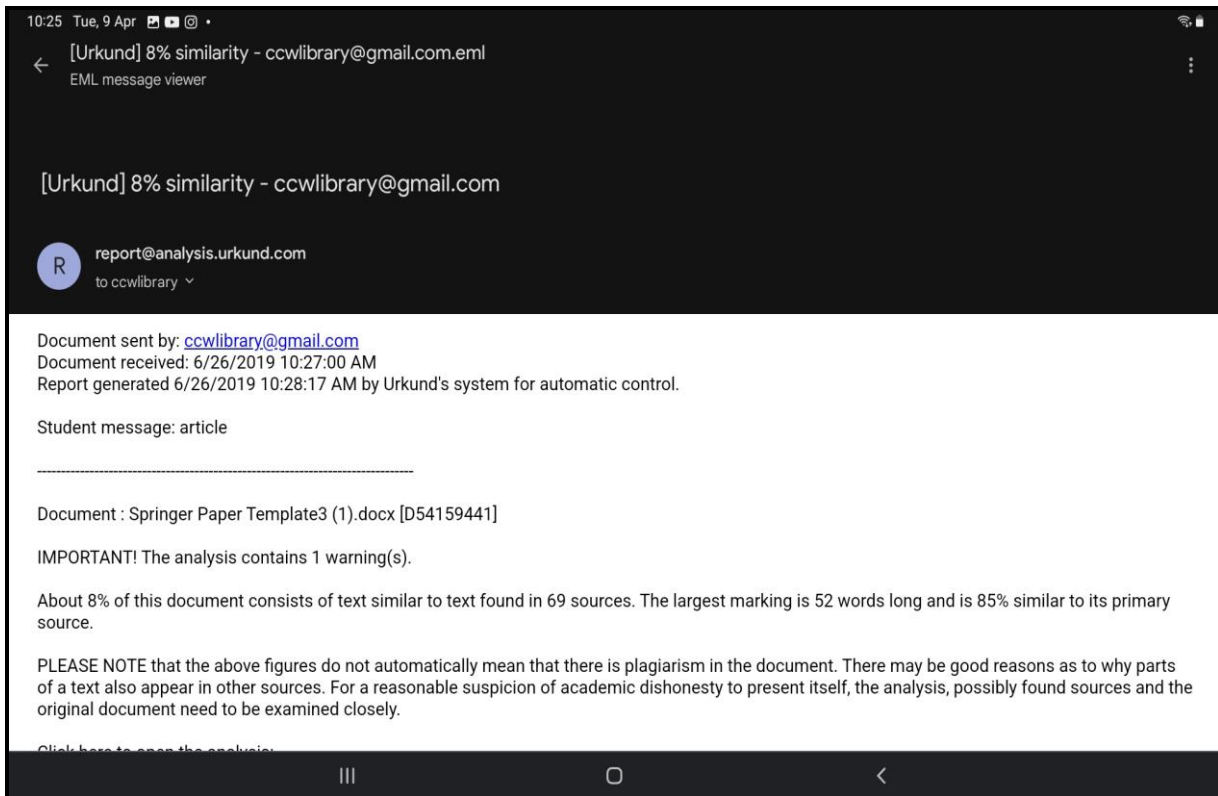 10:25 Tue, 9 Apr
[Urkund] 8% similarity - ccwlibrary@gmail.com.eml
EML message viewer
[Urkund] 8% similarity - ccwlibrary@gmail.com
R
report@analysis.urkund.com
to ccwlibrary
Document sent by: ccwlibrary@gmail.com
Document received: 6/26/2019 10:27:00 AM
Report generated 6/26/2019 10:28:17 AM by Urkund's system for automatic control.
Student message: article
--------------------------------------------------------------------------------
Document : Springer Paper Template3 (1).docx [D54159441]
IMPORTANT! The analysis contains 1 warning(s).
About 8% of this document consists of text similar to text found in 69 sources. The largest marking is 52 words long and is 85% similar to its primary
source.
PLEASE NOTE that the above figures do not automatically mean that there is plagiarism in the document. There may be good reasons as to why parts
of a text also appear in other sources. For a reasonable suspicion of academic dishonesty to present itself, the analysis, possibly found sources and the
original document need to be examined closely.
Click here to open the analysis: